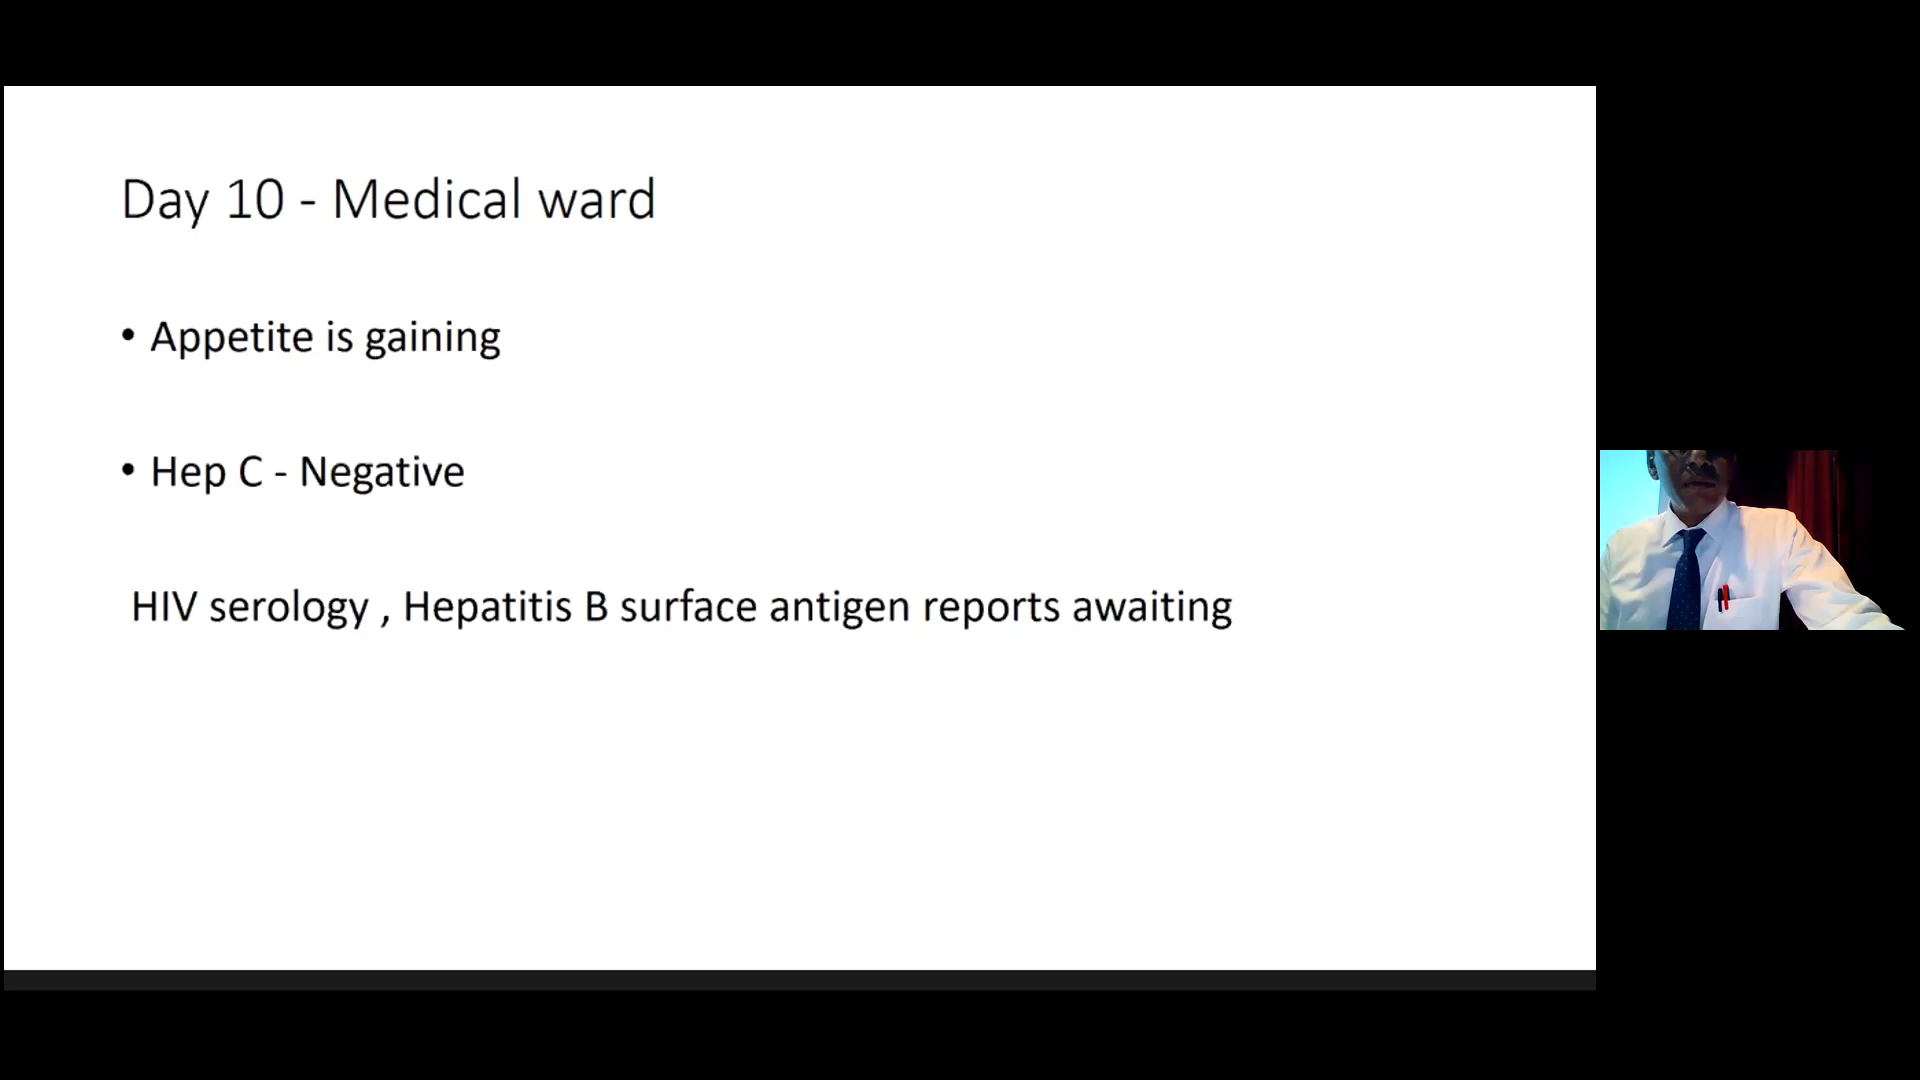 Day 10 - Medical ward
• Appetite is gaining
• Hep C - Negative
HIV serology , Hepatitis B surface antigen reports awaiting